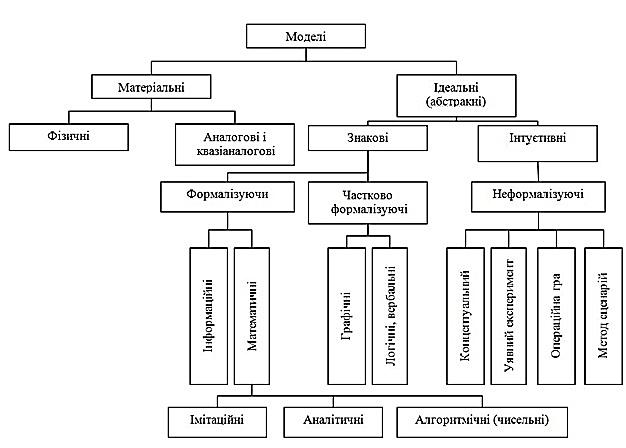 Моделі
Матеріальні
Ідеальні
(абстракні)
Фізичні
Аналогові і
квазіаналогові
Знакові
Інтуєтивні
Формалізуючи
Частково
формалізуючі
Неформалізуючі
Інформаційні
Математичні
Графічні
Логічні, вербальні
Концептуальний
Уявний експеримент
Операційна гра
Метод сценарій
Імітаційні
Аналітичні
Алгоритмічні (чисельні)